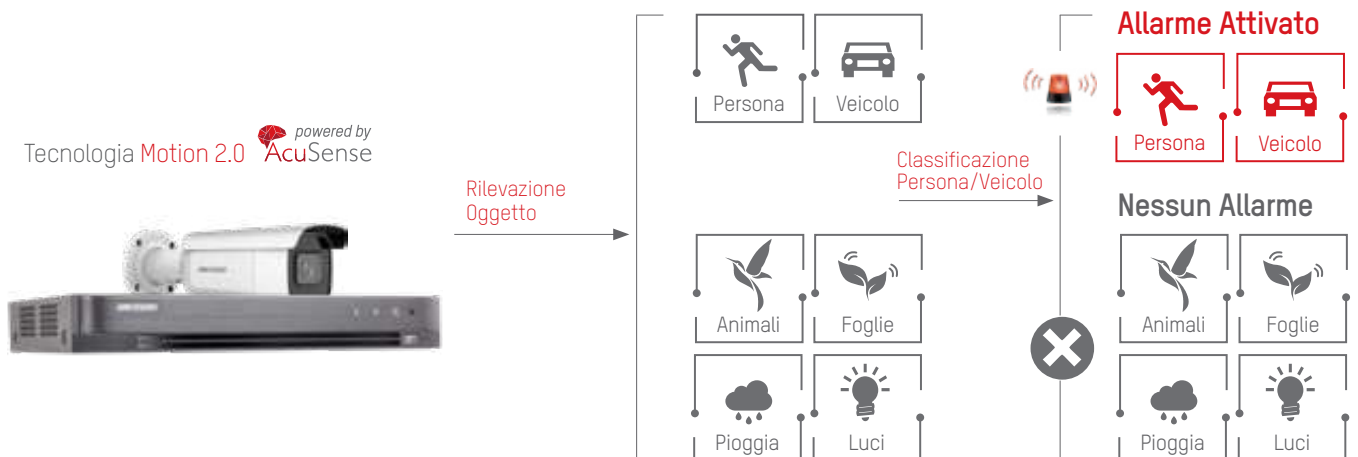 Tecnologia Motion 2.0
powered by
AcuSense
Rilevazione
Oggetto
Persona
Veicolo
Animali
Foglie
Pioggia
Luci
Classificazione
Persona/Veicolo
Allarme Attivato
Persona
Veicolo
Nessun Allarme
Animali
Foglie
Pioggia
Luci